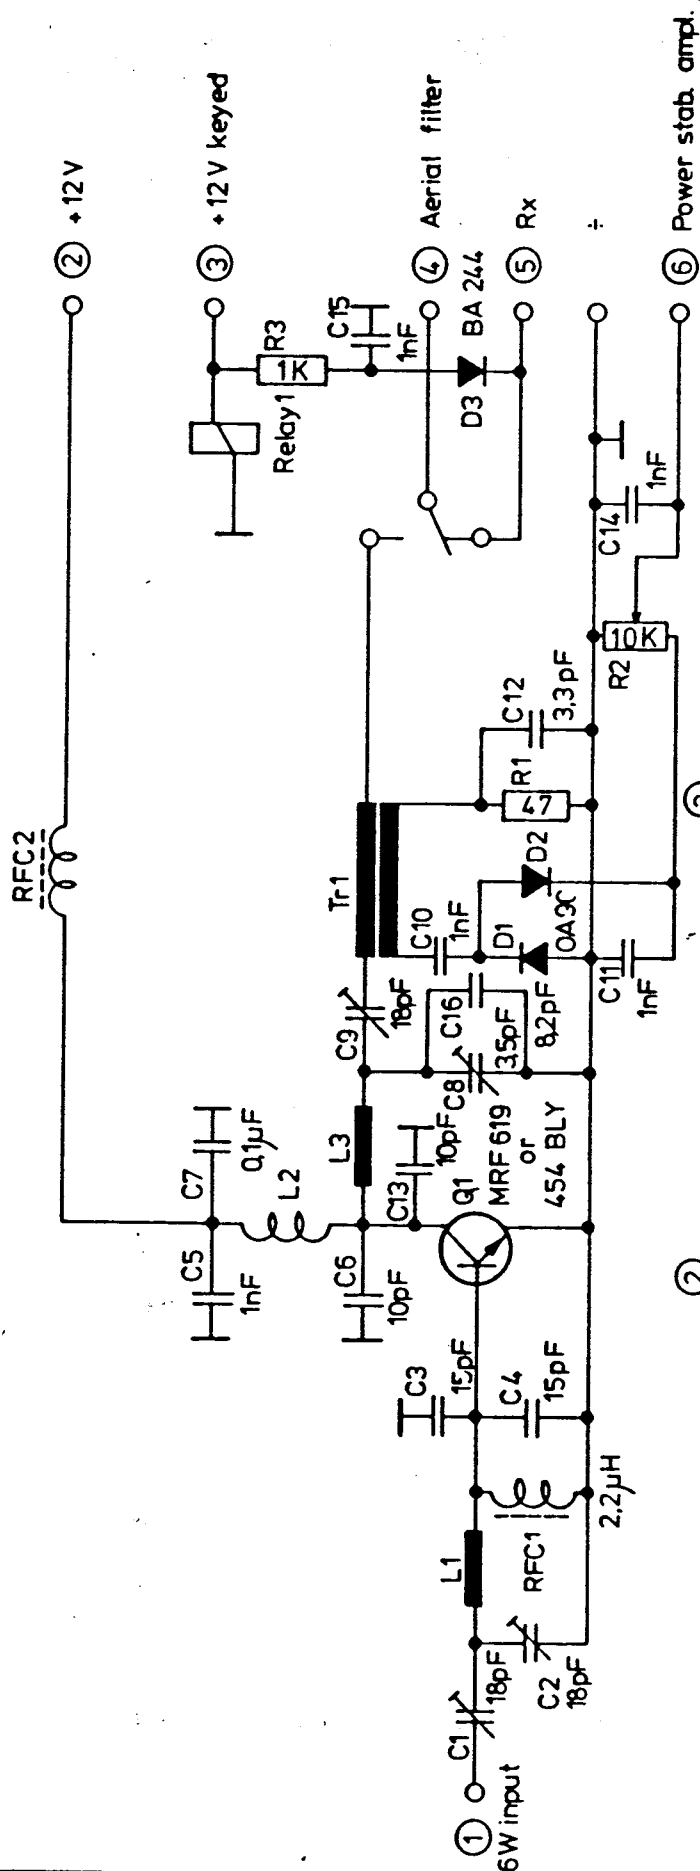 RFC2
② +12V
C5
1nF
C7
0,1µF
L2
③ +12V keyed
Relay1
R3
1K
C15
1nF
C6
10pF
L3
C9
18pF
Tr1
④ Aerial filter
C13
10pF
C8
3,5pF
C16
8,2pF
C10
1nF
D3
BA 244
⑤ Rx
① 6W input
C1
18pF
L1
C2
18pF
RFC1
2,2µH
C3
15pF
C4
15pF
Q1
MRF 619
or
454 BLY
D1
D2
R1
47
C12
3,3pF
÷
C11
1nF
R2
10K
C14
1nF
⑥ Power stab. ampl.
②